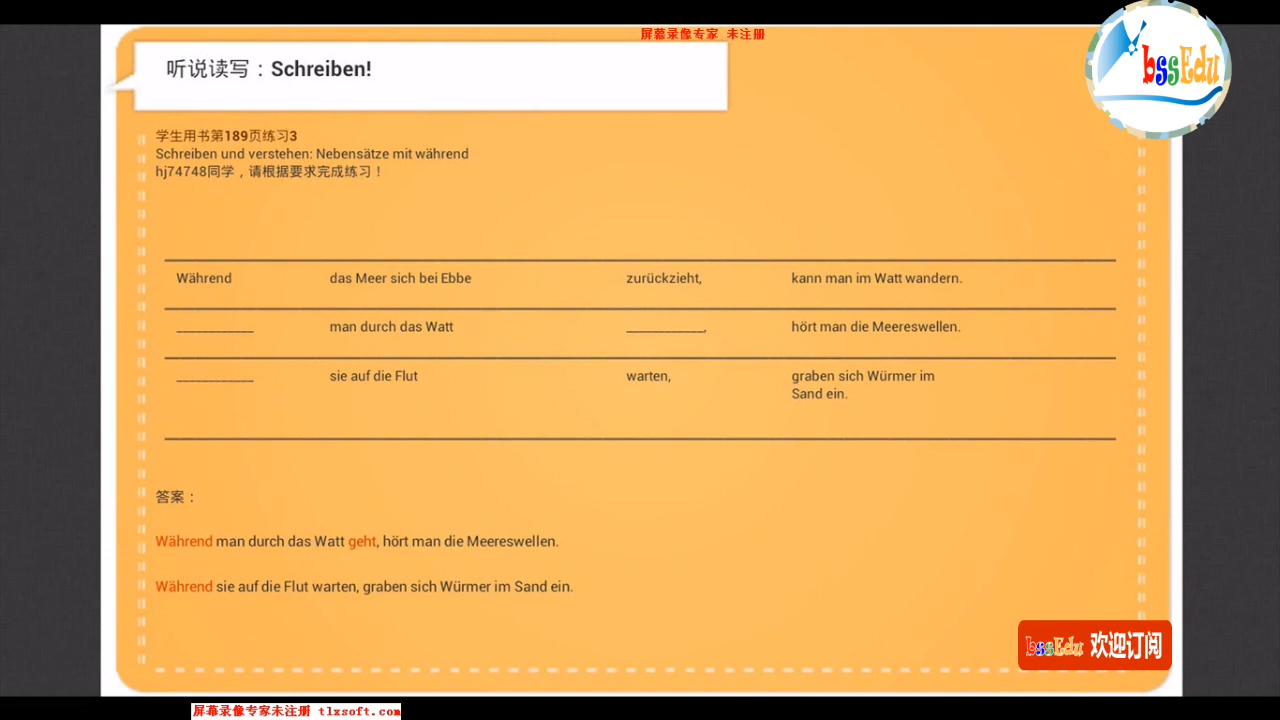 屏幕录像专家 未注册
bssEdu
听说读写：Schreiben!
学生用书第189页练习3
Schreiben und verstehen: Nebensätze mit während
hj74748同学，请根据要求完成练习！
Während das Meer sich bei Ebbe zurückzieht, kann man im Watt wandern.
____________ man durch das Watt ____________, hört man die Meereswellen.
____________ sie auf die Flut warten, graben sich Würmer im
Sand ein.
答案：
Während man durch das Watt geht, hört man die Meereswellen.
Während sie auf die Flut warten, graben sich Würmer im Sand ein.
bssEdu 欢迎订阅
屏幕录像专家未注册 tlxsoft.com